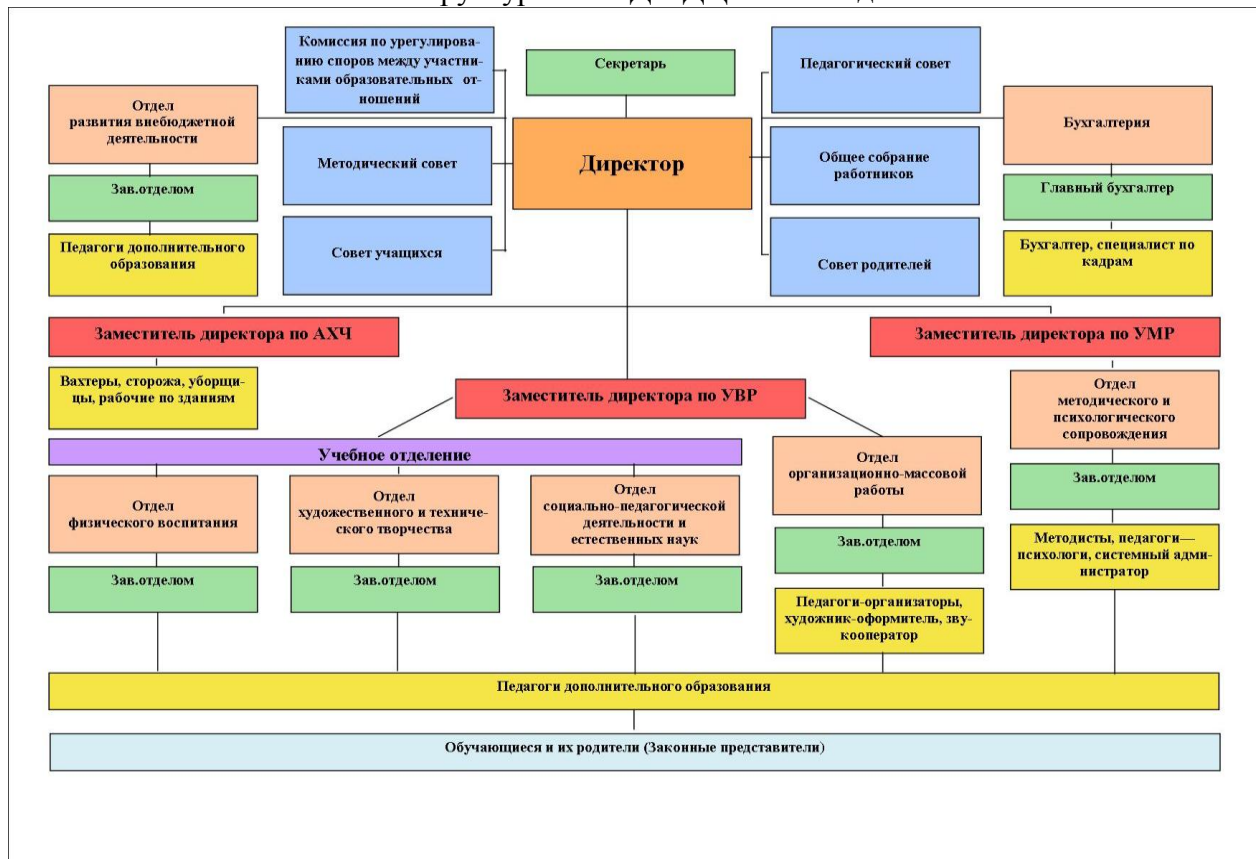 Комиссия по урегулирова-
нию споров между участни-
ками образовательных от-
ношений
Секретарь
Педагогический совет
Отдел
развития внебюджетной
деятельности
Бухгалтерия
Директор
Методический совет
Общее собрание
работников
Зав.отделом
Главный бухгалтер
Педагоги дополнительного
образования
Совет учащихся
Совет родителей
Бухгалтер, специалист по
кадрам
Заместитель директора по АХЧ
Заместитель директора по УМР
Вахтеры, сторожа, уборщи-
цы, рабочие по зданиям
Заместитель директора по УВР
Отдел
методического и
психологического
сопровождения
Учебное отделение
Отдел
организационно-массовой
работы
Отдел
физического воспитания
Отдел
художественного и техниче-
ского творчества
Отдел
социально-педагогической
деятельности и
естественных наук
Зав.отделом
Зав.отделом
Методисты, педагоги—
психологи, системный адми-
нистратор
Зав.отделом
Зав.отделом
Зав.отделом
Педагоги-организаторы,
художник-оформитель, зву-
кооператор
Педагоги дополнительного образования
Обучающиеся и их родители (Законные представители)